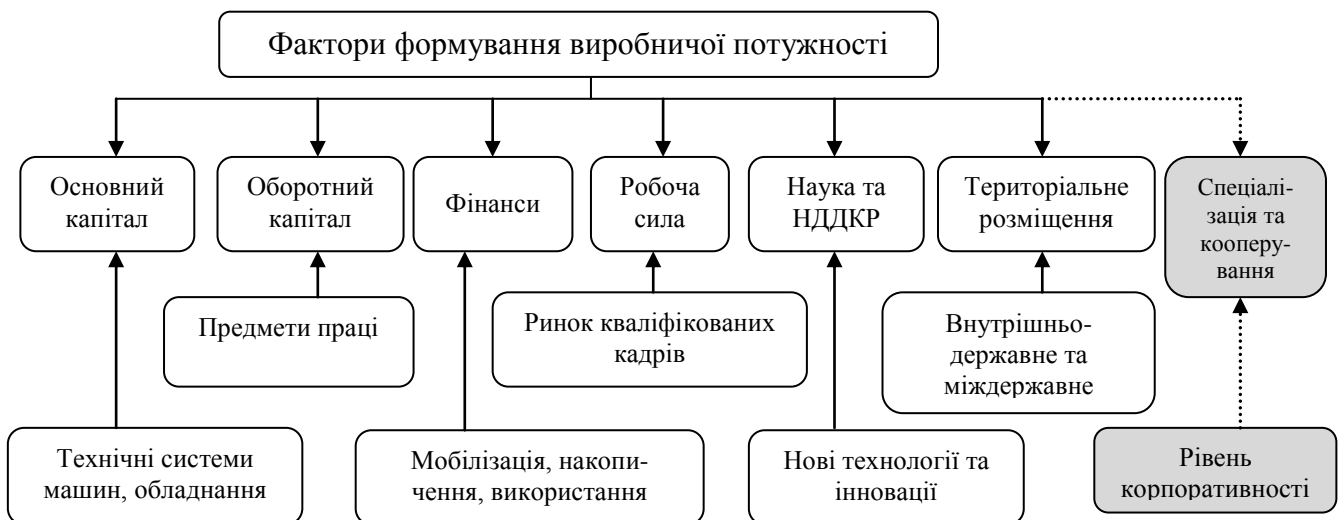 Фактори формування виробничої потужності
Основний
капітал
Оборотний
капітал
Фінанси
Робоча
сила
Наука та
НДДКР
Територіальне
розміщення
Спеціалі-
зація та
кооперу-
вання
Предмети праці
Ринок кваліфікованих
кадрів
Внутрішньо-
державне та
міждержавне
Технічні системи
машин, обладнання
Мобілізація, накопи-
чення, використання
Нові технології та
інновації
Рівень
корпоративності